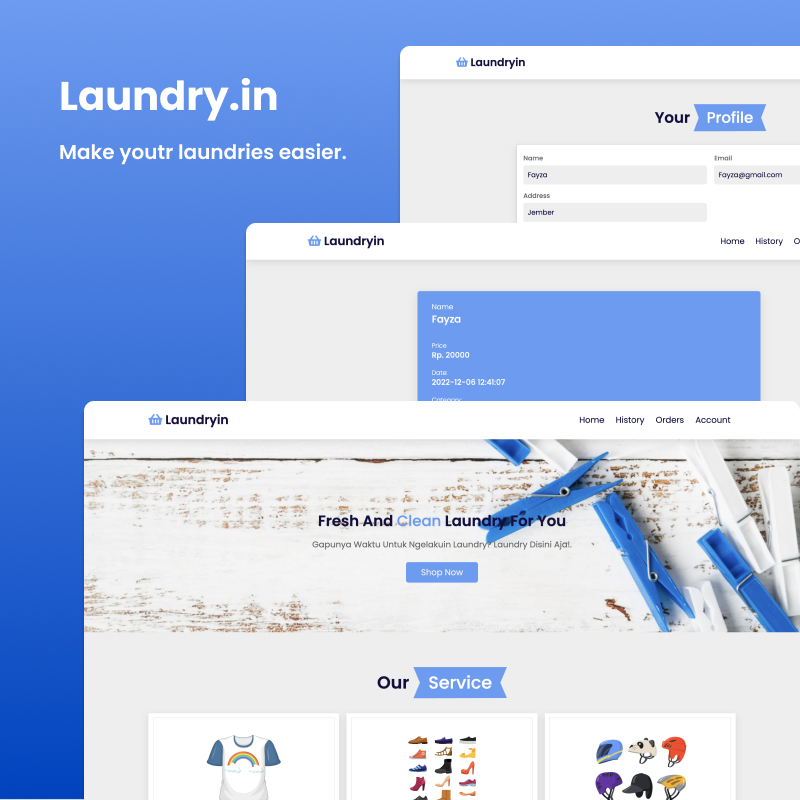 Laundry.in
Make youtr laundries easier.
Laundryin
Your Profile
Name
Email
Fayza
Fayza@gmail.com
Address
Jember
Laundryin
Home History O
Name
Fayza
Price
Rp. 20000
Date:
2022-12-06 12:41:07
Category:
Laundryin
Home History Orders Account
Fresh And Clean Laundry For You
Gapunya Waktu Untuk Ngelakuin Laundry? Laundry Disini Aja!.
Shop Now
Our Service